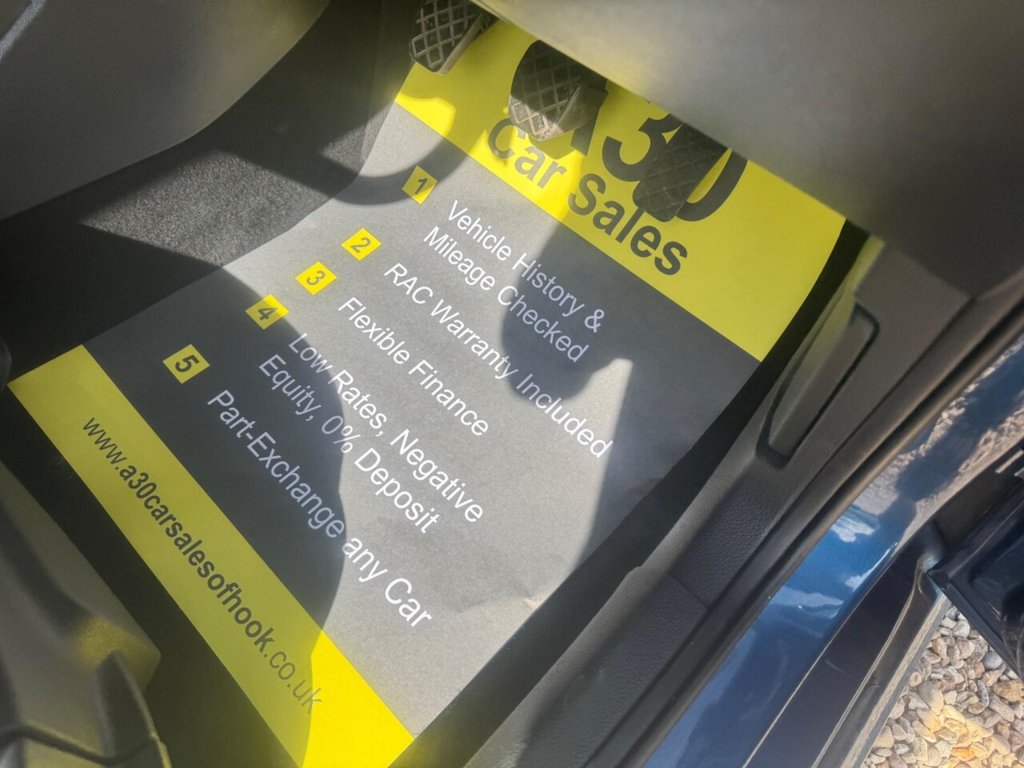 a30
Car Sales
1 Vehicle History &
Mileage Checked
2 RAC Warranty Included
3 Flexible Finance
4 Low Rates, Negative
Equity, 0% Deposit
5 Part-Exchange any Car
www.a30carsalesofhook.co.uk